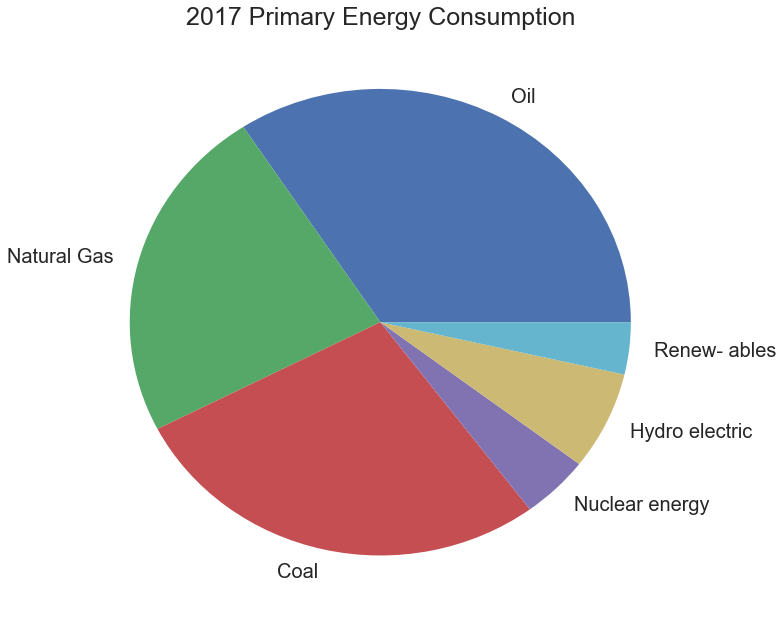 2017 Primary Energy Consumption
Oil
Natural Gas
Renew- ables
Hydro electric
Nuclear energy
Coal